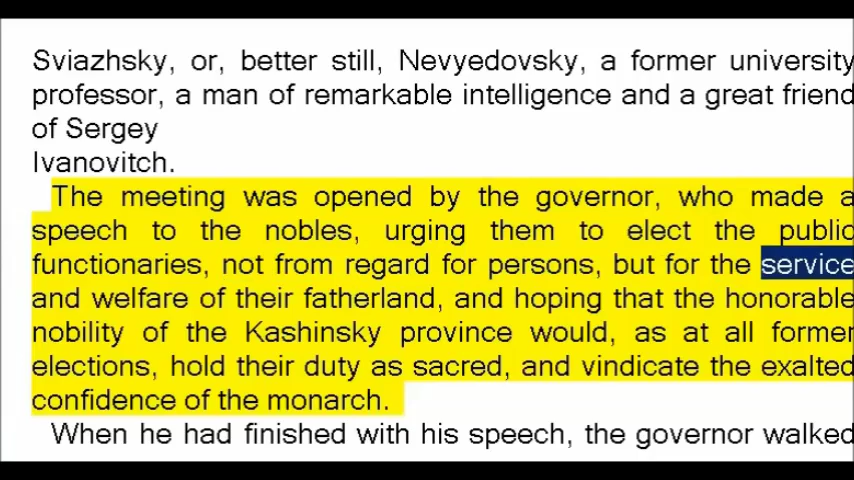 Sviazhsky, or, better still, Nevyedovsky, a former university
professor, a man of remarkable intelligence and a great friend
of Sergey
Ivanovitch.
The meeting was opened by the governor, who made a
speech to the nobles, urging them to elect the public
functionaries, not from regard for persons, but for the service
and welfare of their fatherland, and hoping that the honorable
nobility of the Kashinsky province would, as at all former
elections, hold their duty as sacred, and vindicate the exalted
confidence of the monarch.
When he had finished with his speech, the governor walked